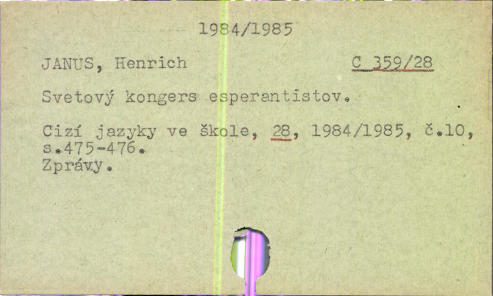 1984/1985
JANUS, Henrich C 359/28
Svetový kongers esperantistov.
Cizí jazyky ve škole, 28, 1984/1985, č.10,
s.475-476.
Zprávy.